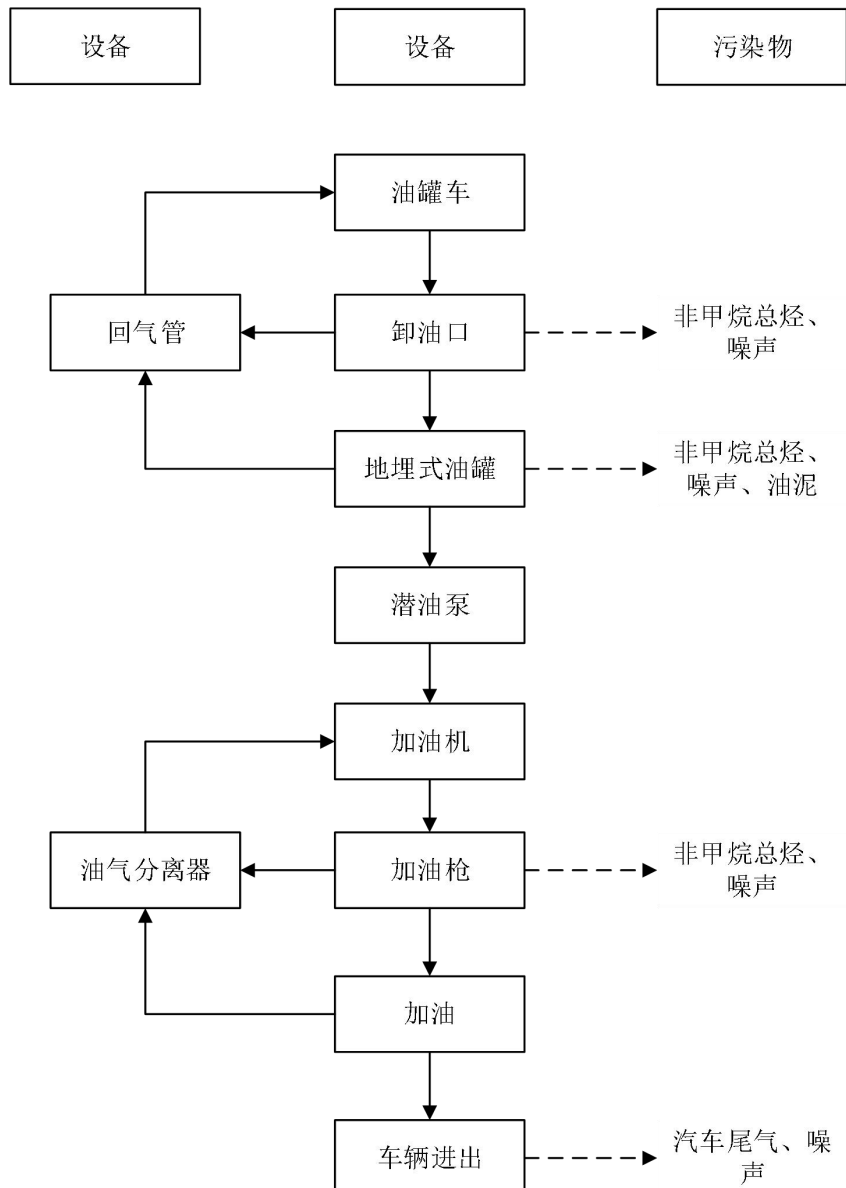 设备
设备
污染物
油罐车
回气管
卸油口
非甲烷总烃、
噪声
地埋式油罐
非甲烷总烃、
噪声、油泥
潜油泵
加油机
油气分离器
加油枪
非甲烷总烃、
噪声
加油
车辆进出
汽车尾气、噪
声